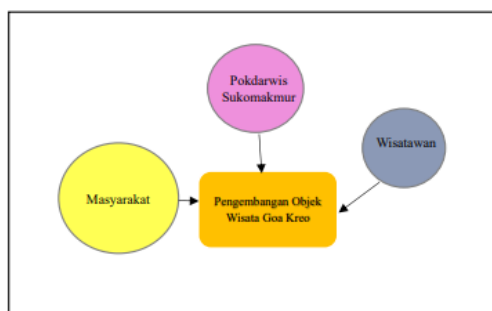 Pokdarwis
Sukomakmur
Wisatawan
Masyarakat
Pengembangan Objek
Wisata Goa Kreo